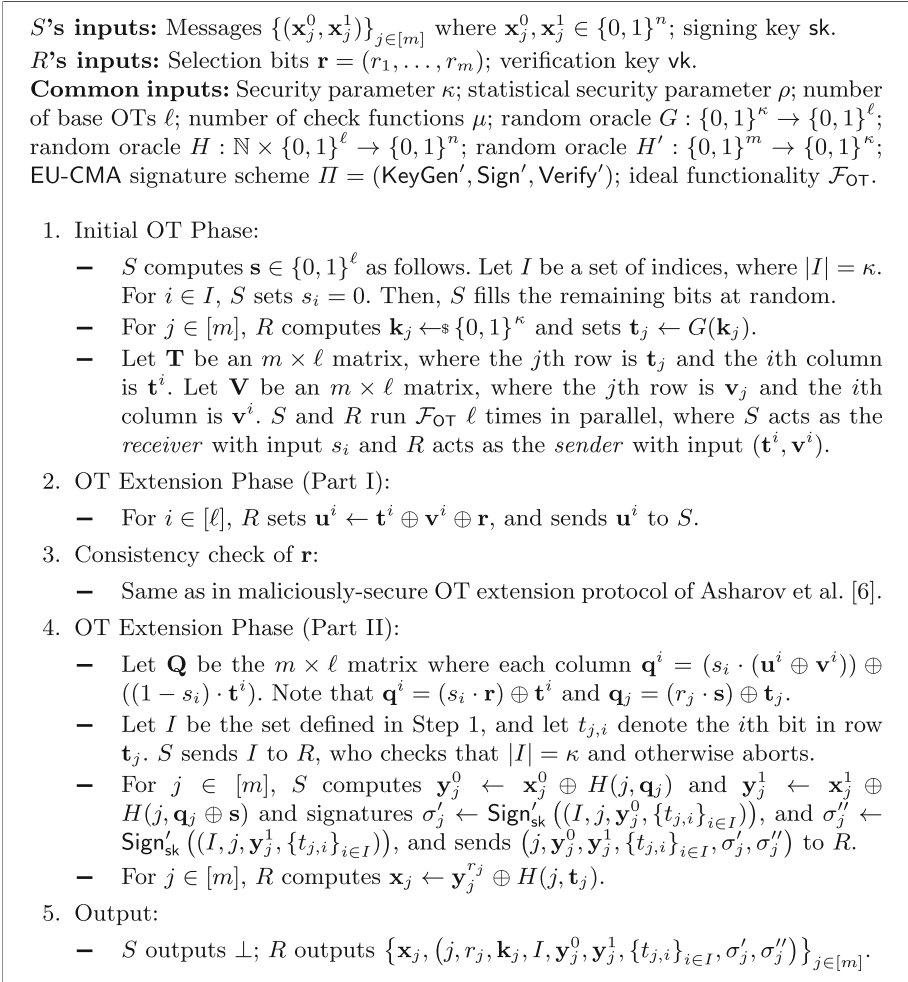 S's inputs: Messages {(x_j^0, x_j^1)}_{j∈[m]} where x_j^0, x_j^1 ∈ {0, 1}^n; signing key sk.
R's inputs: Selection bits r = (r_1, . . . , r_m); verification key vk.
Common inputs: Security parameter κ; statistical security parameter ρ; number
of base OTs ℓ; number of check functions μ; random oracle G : {0, 1}^κ → {0, 1}^ℓ;
random oracle H : ℕ × {0, 1}^ℓ → {0, 1}^n; random oracle H′ : {0, 1}^m → {0, 1}^κ;
EU-CMA signature scheme Π = (KeyGen′, Sign′, Verify′); ideal functionality F_OT.
1. Initial OT Phase:
– S computes s ∈ {0, 1}^ℓ as follows. Let I be a set of indices, where |I| = κ.
For i ∈ I, S sets s_i = 0. Then, S fills the remaining bits at random.
– For j ∈ [m], R computes k_j ←$ {0, 1}^κ and sets t_j ← G(k_j).
– Let T be an m × ℓ matrix, where the jth row is t_j and the ith column
is t^i. Let V be an m × ℓ matrix, where the jth row is v_j and the ith
column is v^i. S and R run F_OT ℓ times in parallel, where S acts as the
receiver with input s_i and R acts as the sender with input (t^i, v^i).
2. OT Extension Phase (Part I):
– For i ∈ [ℓ], R sets u^i ← t^i ⊕ v^i ⊕ r, and sends u^i to S.
3. Consistency check of r:
– Same as in maliciously-secure OT extension protocol of Asharov et al. [6].
4. OT Extension Phase (Part II):
– Let Q be the m × ℓ matrix where each column q^i = (s_i · (u^i ⊕ v^i)) ⊕
((1 − s_i) · t^i). Note that q^i = (s_i · r) ⊕ t^i and q_j = (r_j · s) ⊕ t_j.
– Let I be the set defined in Step 1, and let t_{j,i} denote the ith bit in row
t_j. S sends I to R, who checks that |I| = κ and otherwise aborts.
– For j ∈ [m], S computes y_j^0 ← x_j^0 ⊕ H(j, q_j) and y_j^1 ← x_j^1 ⊕
H(j, q_j ⊕ s) and signatures σ′_j ← Sign′_sk ((I, j, y_j^0, {t_{j,i}}_{i∈I})), and σ″_j ←
Sign′_sk ((I, j, y_j^1, {t_{j,i}}_{i∈I})), and sends (j, y_j^0, y_j^1, {t_{j,i}}_{i∈I}, σ′_j, σ″_j) to R.
– For j ∈ [m], R computes x_j ← y_j^{r_j} ⊕ H(j, t_j).
5. Output:
– S outputs ⊥; R outputs {x_j, (j, r_j, k_j, I, y_j^0, y_j^1, {t_{j,i}}_{i∈I}, σ′_j, σ″_j)}_{j∈[m]}.